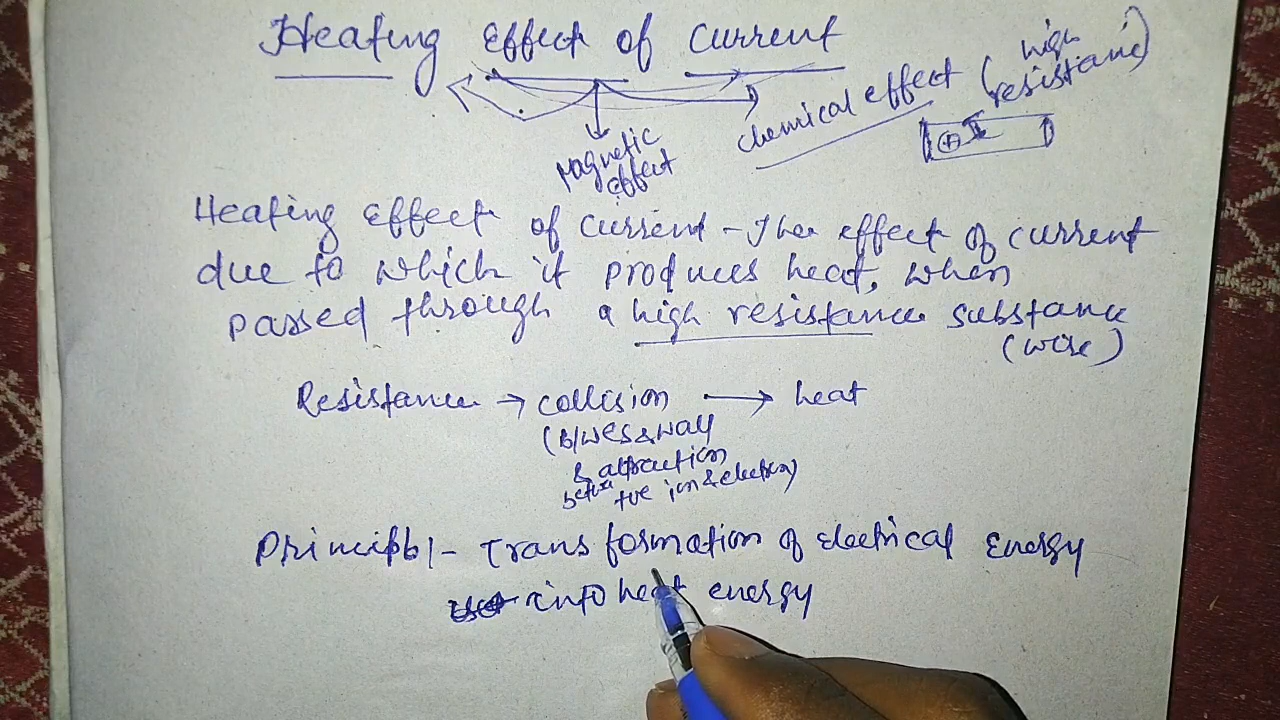 Heating Effect of Current
Magnetic
effect
chemical effect (high
resistance)
Heating Effect of Current - The effect of current
due to which it produces heat, when
passed through a high resistance substance
(wire)
Resistance → collision → heat
(b/w es & wall
& attraction
between +ve ion & electron)
Principle - Transformation of electrical Energy
into heat energy